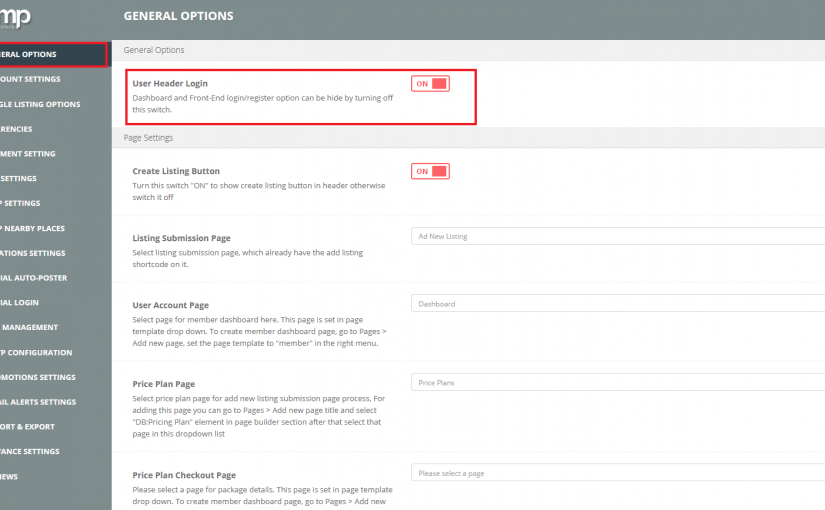 mp
GENERAL OPTIONS
ERAL OPTIONS
OUNT SETTINGS
GLE LISTING OPTIONS
RENCIES
MENT SETTING
SETTINGS
P SETTINGS
P NEARBY PLACES
ATIONS SETTINGS
IAL AUTO-POSTER
IAL LOGIN
MANAGEMENT
TP CONFIGURATION
OMOTIONS SETTINGS
AIL ALERTS SETTINGS
ORT & EXPORT
VANCE SETTINGS
IEWS
General Options
User Header Login
ON
Dashboard and Front-End login/register option can be hide by turning off
this switch.
Page Settings
Create Listing Button
ON
Turn this switch "ON" to show create listing button in header otherwise
switch it off
Listing Submission Page
Ad New Listing
Select listing submission page, which already have the add listing
shortcode on it.
User Account Page
Dashboard
Select page for member dashboard here. This page is set in page
template drop down. To create member dashboard page, go to Pages >
Add new page, set the page template to "member" in the right menu.
Price Plan Page
Price Plans
Select price plan page for add new listing submission page process. For
adding this page you can go to Pages > Add new page title and select
"DB:Pricing Plan" element in page builder section after that select that
page in this dropdown list
Price Plan Checkout Page
Please select a page
Please select a page for package details. This page is set in page template
drop down. To create member dashboard page, go to Pages > Add new